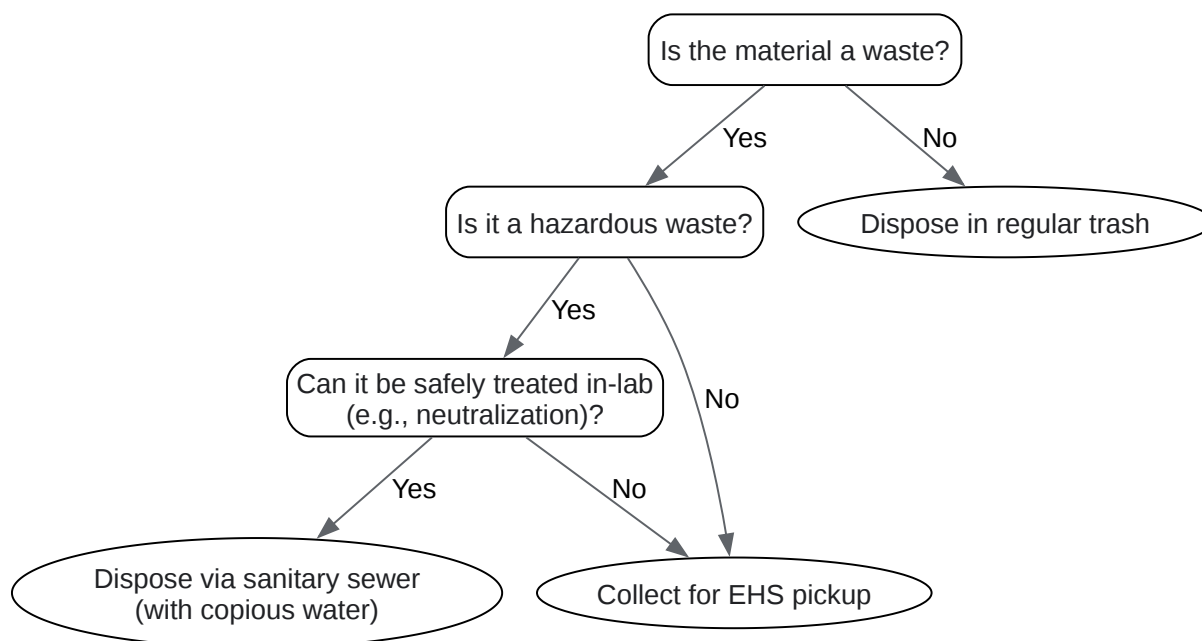 Is the material a waste?
Yes
No
Is it a hazardous waste?
Dispose in regular trash
Yes
Can it be safely treated in-lab
(e.g., neutralization)?
No
Yes
No
Dispose via sanitary sewer
(with copious water)
Collect for EHS pickup